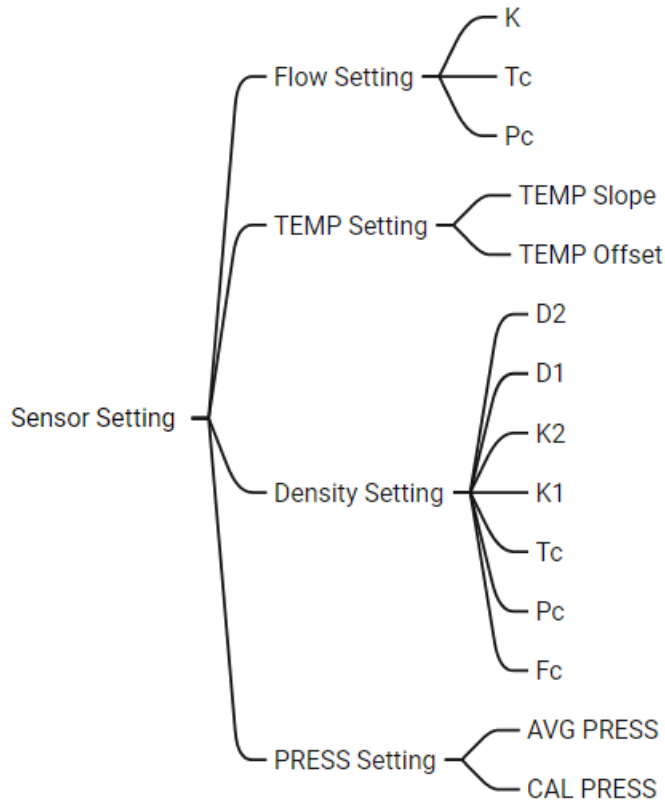 Sensor Setting
Flow Setting
K
Tc
Pc
TEMP Setting
TEMP Slope
TEMP Offset
Density Setting
D2
D1
K2
K1
Tc
Pc
Fc
PRESS Setting
AVG PRESS
CAL PRESS